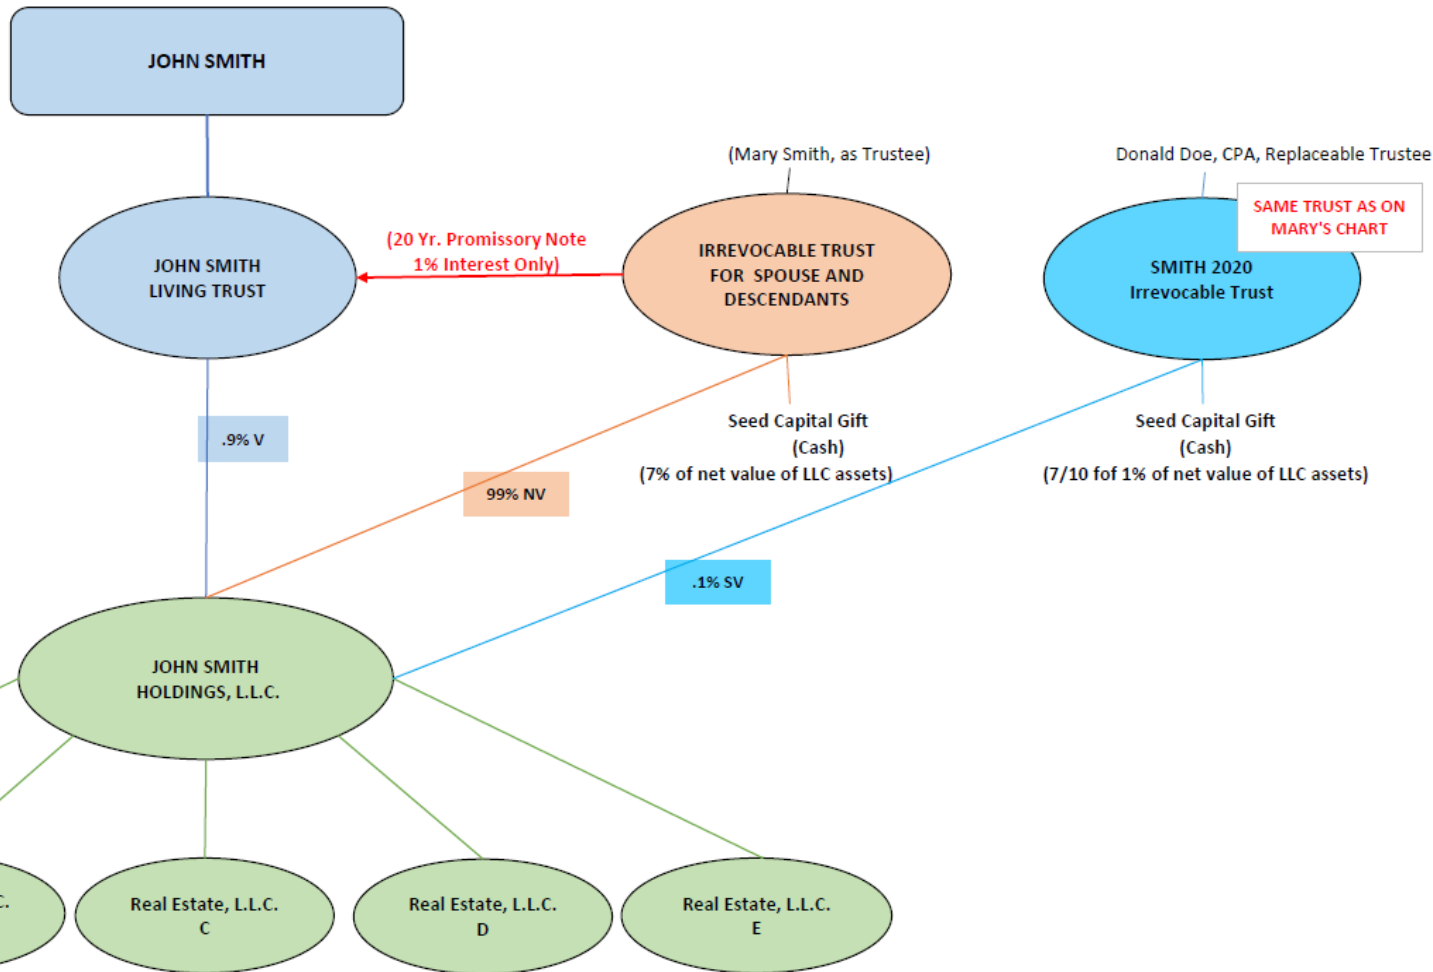 JOHN SMITH
(Mary Smith, as Trustee)
Donald Doe, CPA, Replaceable Trustee
SAME TRUST AS ON
MARY'S CHART
(20 Yr. Promissory Note
1% Interest Only)
JOHN SMITH
LIVING TRUST
IRREVOCABLE TRUST
FOR SPOUSE AND
DESCENDANTS
SMITH 2020
Irrevocable Trust
.9% V
Seed Capital Gift
(Cash)
(7% of net value of LLC assets)
Seed Capital Gift
(Cash)
(7/10 fof 1% of net value of LLC assets)
99% NV
.1% SV
JOHN SMITH
HOLDINGS, L.L.C.
C.
Real Estate, L.L.C.
C
Real Estate, L.L.C.
D
Real Estate, L.L.C.
E